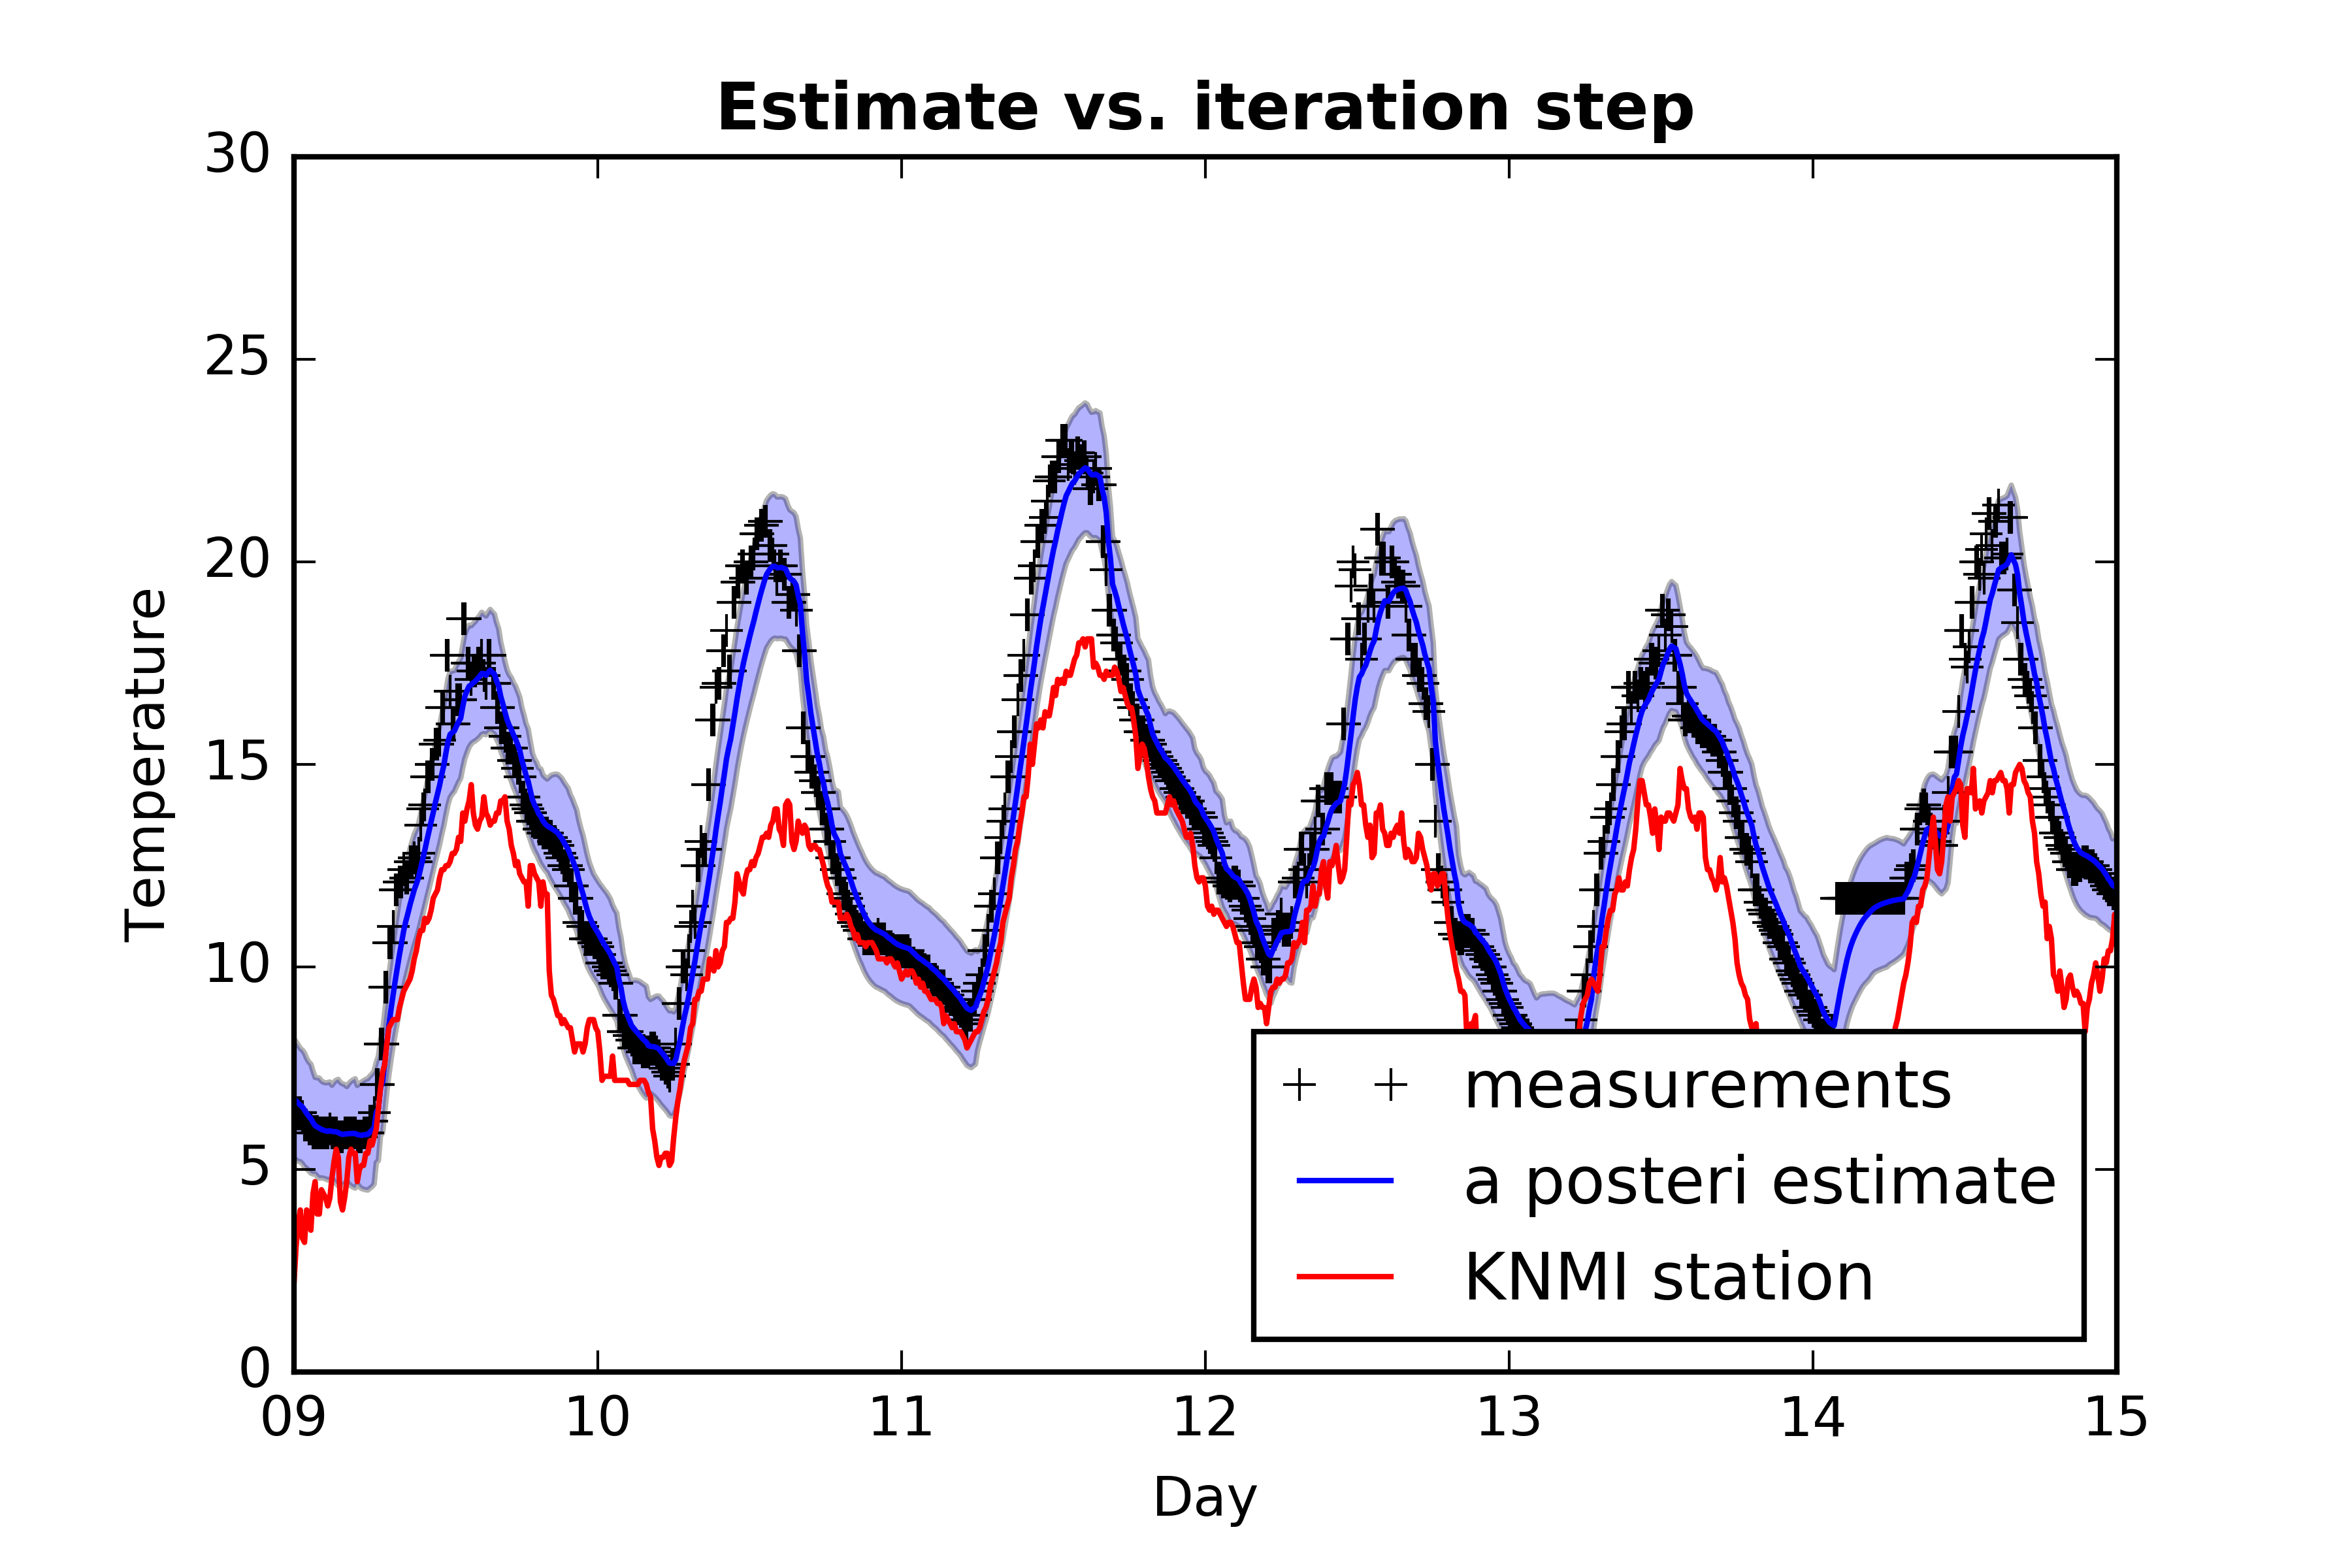 Estimate vs. iteration step
30
25
20
15
10
5
0
Temperature
09 10 11 12 13 14 15
Day
measurements
a posteri estimate
KNMI station